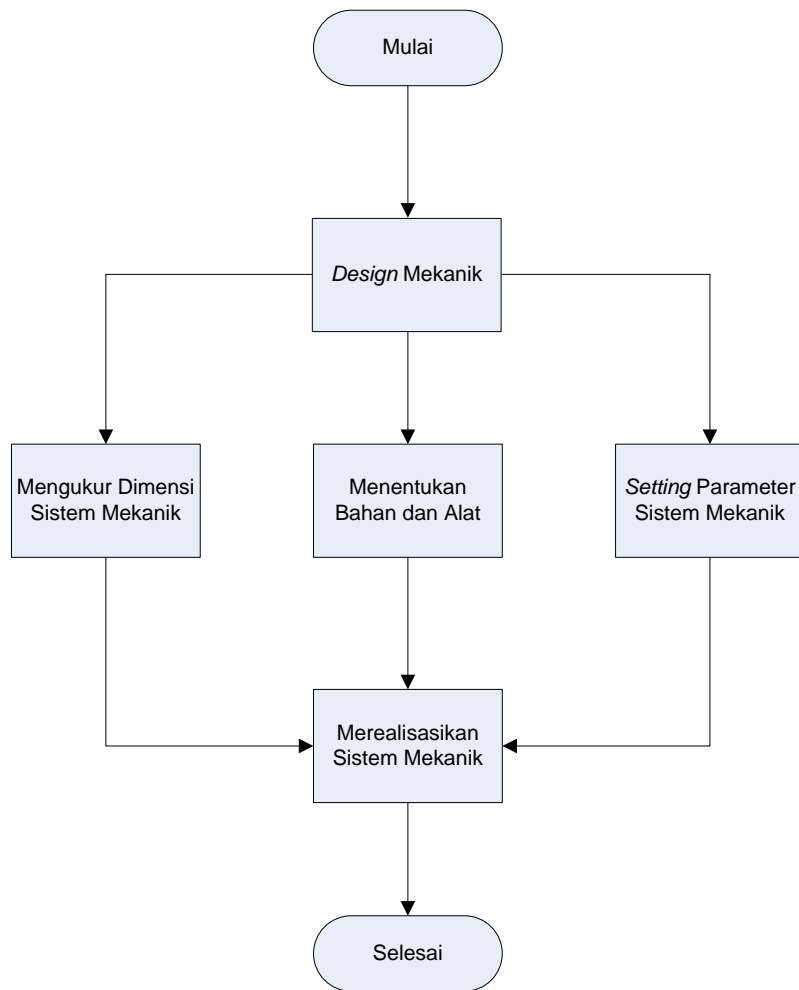 Mulai
Design Mekanik
Mengukur Dimensi
Sistem Mekanik
Menentukan
Bahan dan Alat
Setting Parameter
Sistem Mekanik
Merealisasikan
Sistem Mekanik
Selesai